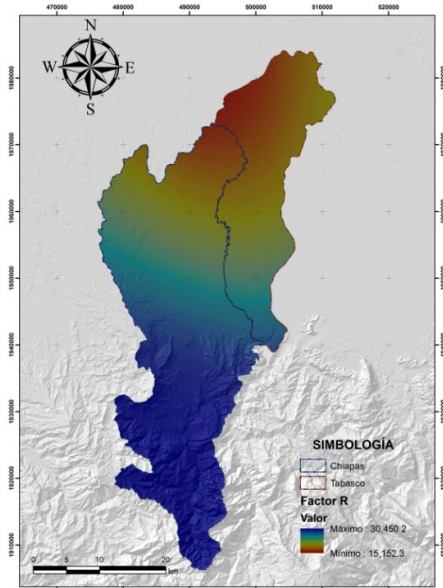 470000 480000 490000 500000 510000 520000
N
W E
S
1980000
1970000
1960000
1950000
1940000
1930000
1920000
1910000
SIMBOLOGÍA
Chiapas
Tabasco
Factor R
Valor
Máximo : 30,450.2
Mínimo : 15,152.3
0 5 10 20
km